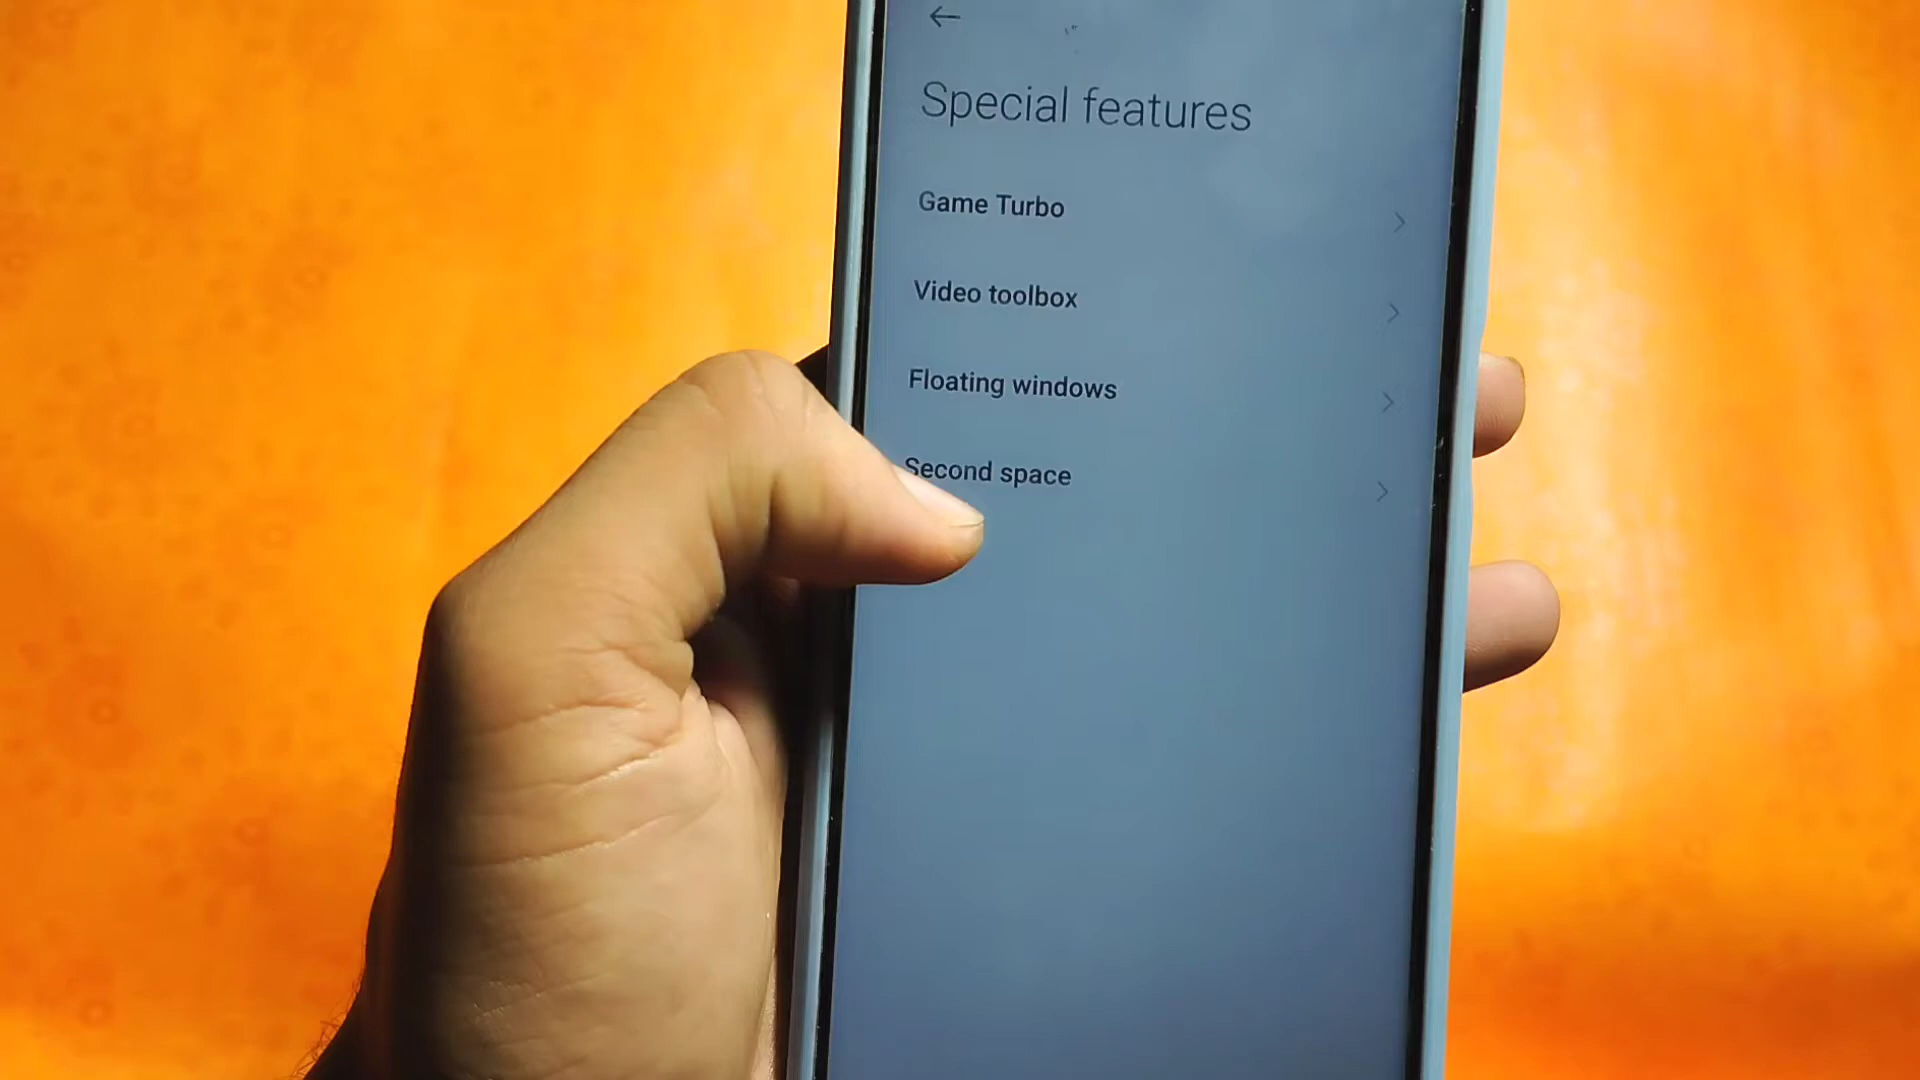 Special features
Game Turbo
Video toolbox
Floating windows
Second space